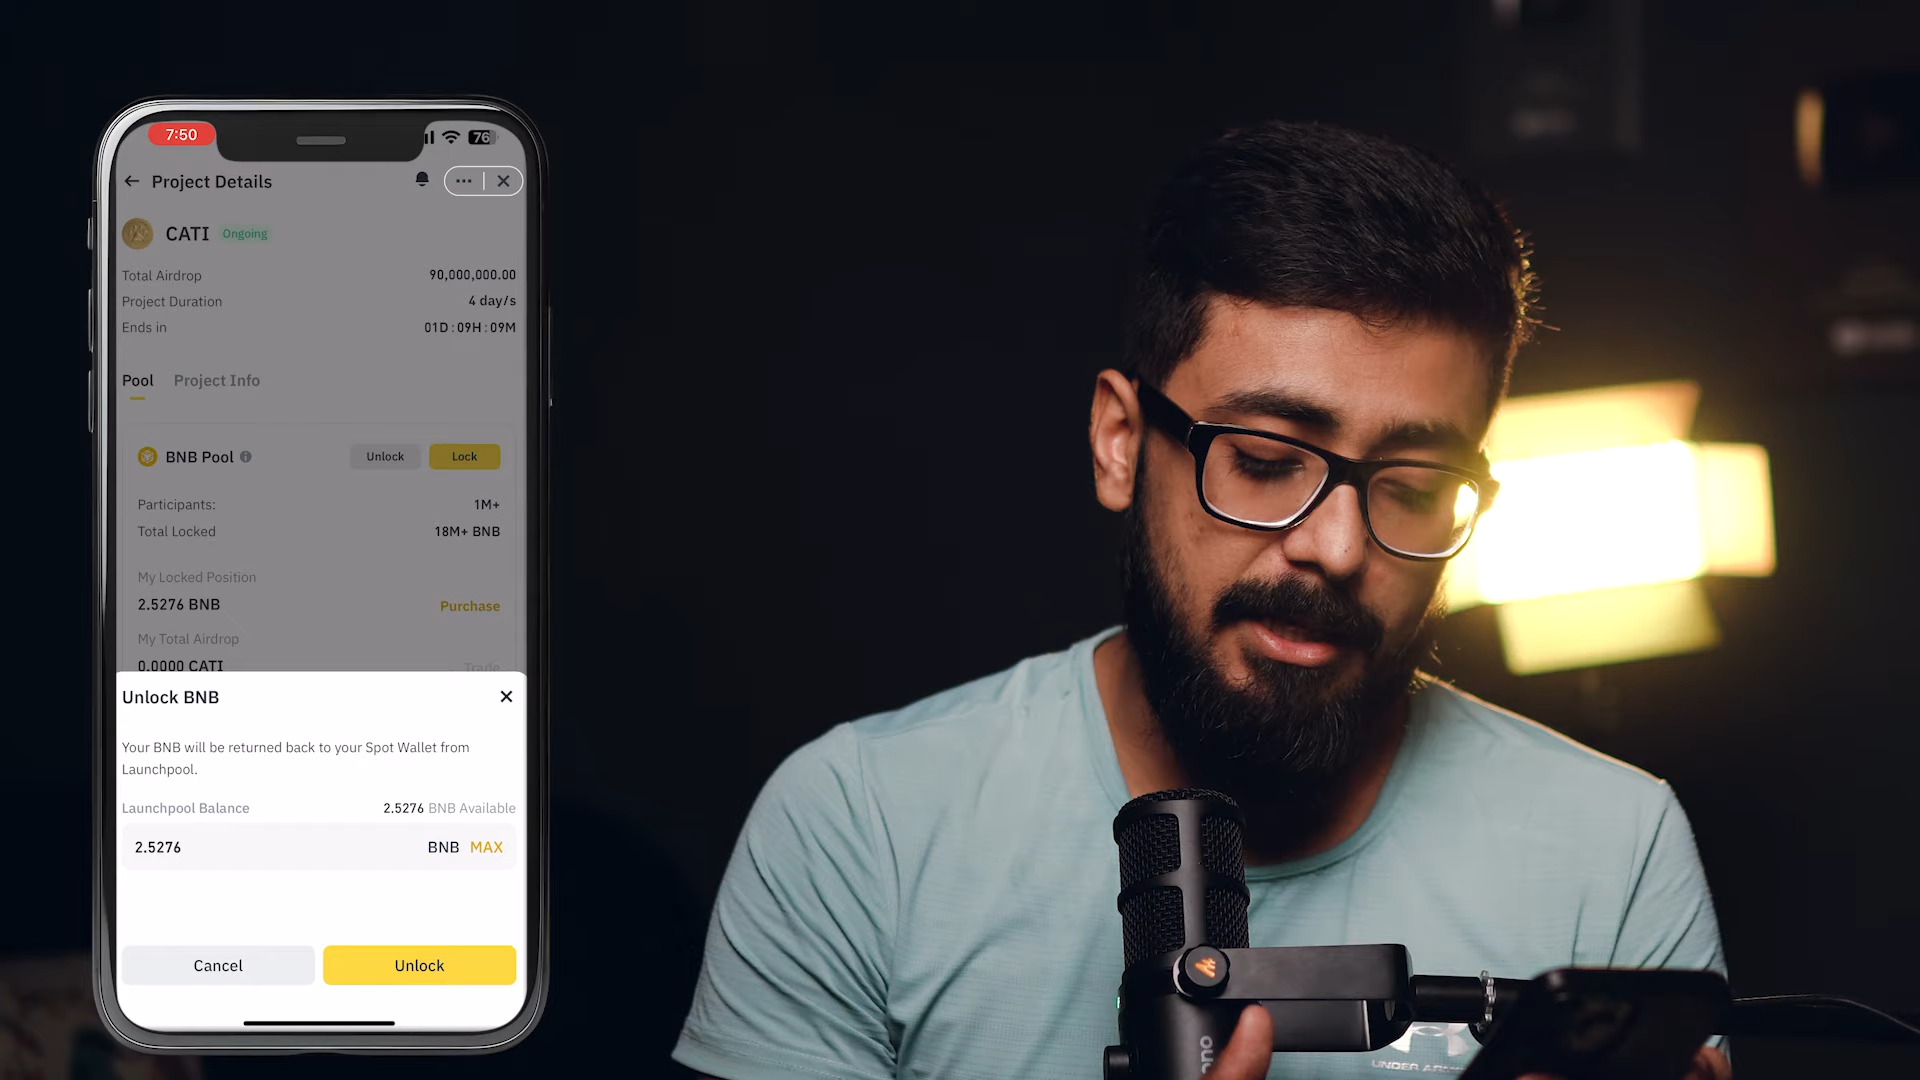 7:50
76
Project Details
CATI Ongoing
Total Airdrop 90,000,000.00
Project Duration 4 day/s
Ends in 01D : 09H : 09M
Pool Project Info
BNB Pool Unlock Lock
Participants: 1M+
Total Locked 18M+ BNB
My Locked Position
2.5276 BNB Purchase
My Total Airdrop
0.0000 CATI Trade
Unlock BNB
Your BNB will be returned back to your Spot Wallet from
Launchpool.
Launchpool Balance 2.5276 BNB Available
2.5276 BNB MAX
Cancel Unlock
ono
UNDER